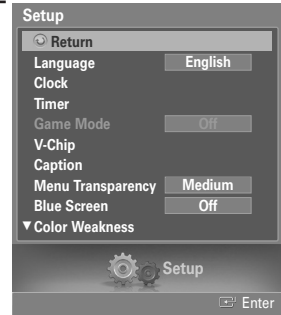 Setup
Return
Language English
Clock
Timer
Game Mode Off
V-Chip
Caption
Menu Transparency Medium
Blue Screen Off
▼Color Weakness
Setup
Enter